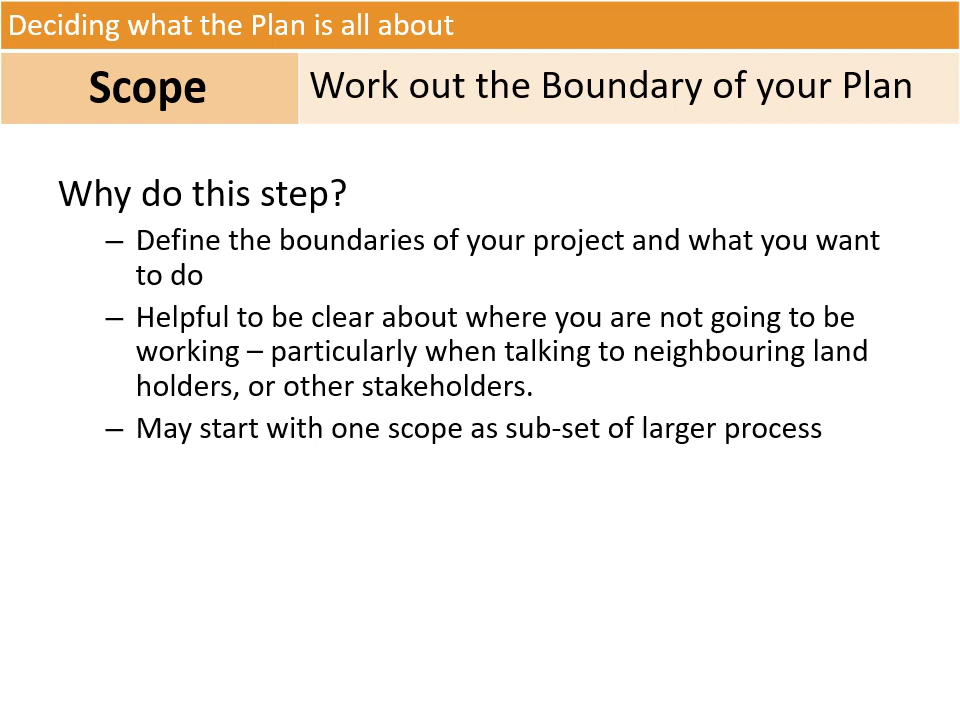 Deciding what the Plan is all about
Scope
Work out the Boundary of your Plan
Why do this step?
– Define the boundaries of your project and what you want
to do
– Helpful to be clear about where you are not going to be
working – particularly when talking to neighbouring land
holders, or other stakeholders.
– May start with one scope as sub-set of larger process